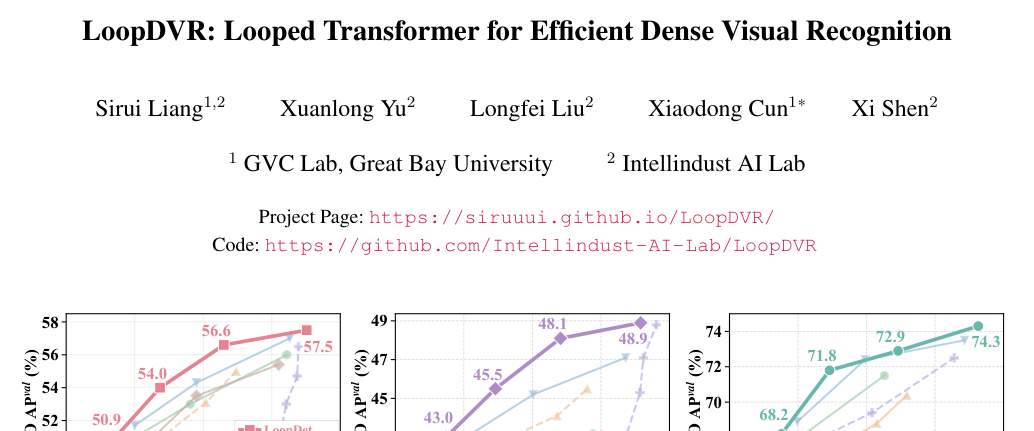 LoopDVR: Looped Transformer for Efficient Dense Visual Recognition
Sirui Liang1,2 Xuanlong Yu2 Longfei Liu2 Xiaodong Cun1* Xi Shen2
1 GVC Lab, Great Bay University 2 Intellindust AI Lab
Project Page: https://siruuui.github.io/LoopDVR/
Code: https://github.com/Intellindust-AI-Lab/LoopDVR
58
56
54
52
APval (%)
56.6
57.5
54.0
50.9
LoopDet
49
47
45
APval (%)
48.1
48.9
45.5
43.0
74
72
70
APval (%)
72.9
74.3
71.8
68.2